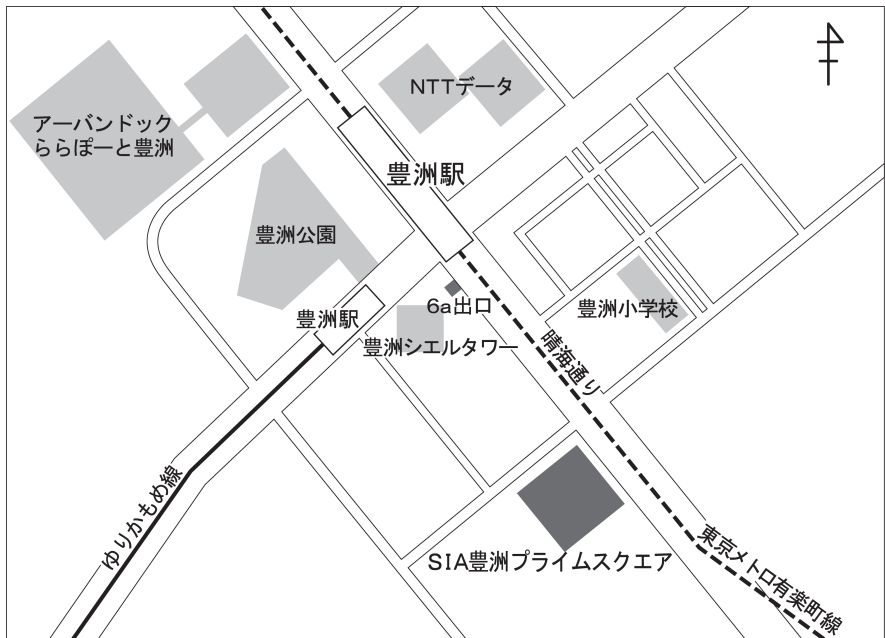 NTTデータ
アーバンドック
ららぽーと豊洲
豊洲駅
豊洲公園
6a出口
豊洲小学校
豊洲駅
豊洲シエルタワー
晴海通り
ゆりかもめ線
SIA豊洲プライムスクエア
東京メトロ有楽町線